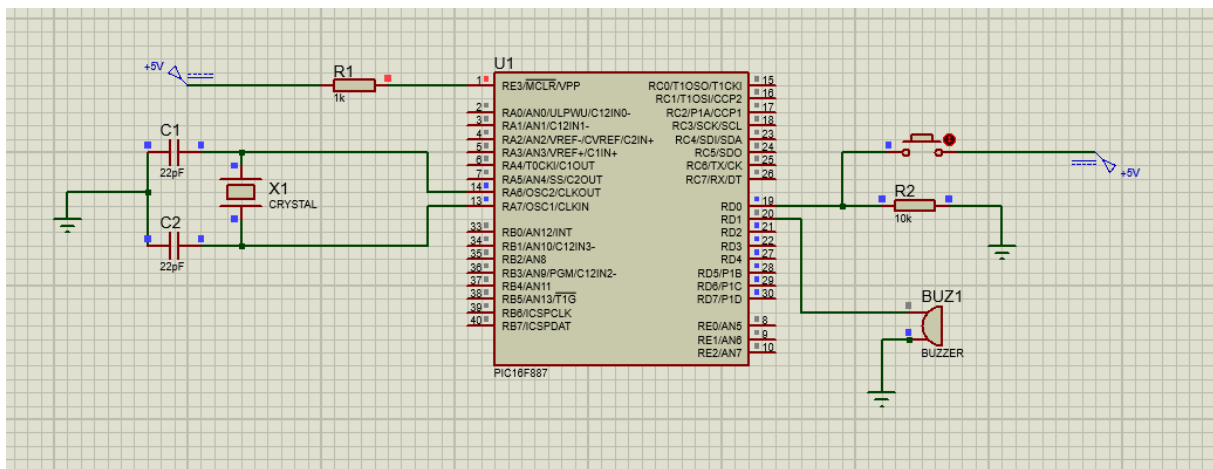 +5V
R1
1k
C1
22pF
X1
CRYSTAL
C2
22pF
U1
1 RE3/MCLR/VPP
2 RA0/AN0/ULPWU/C12IN0-
3 RA1/AN1/C12IN1-
4 RA2/AN2/VREF-/CVREF/C2IN+
5 RA3/AN3/VREF+/C1IN+
6 RA4/T0CKI/C1OUT
7 RA5/AN4/SS/C2OUT
14 RA6/OSC2/CLKOUT
13 RA7/OSC1/CLKIN
33 RB0/AN12/INT
34 RB1/AN10/C12IN3-
35 RB2/AN8
36 RB3/AN9/PGM/C12IN2-
37 RB4/AN11
38 RB5/AN13/T1G
39 RB6/ICSPCLK
40 RB7/ICSPDAT
RC0/T1OSO/T1CKI 15
RC1/T1OSI/CCP2 16
RC2/P1A/CCP1 17
RC3/SCK/SCL 18
RC4/SDI/SDA 23
RC5/SDO 24
RC6/TX/CK 25
RC7/RX/DT 26
RD0 19
RD1 20
RD2 21
RD3 22
RD4 27
RD5/P1B 28
RD6/P1C 29
RD7/P1D 30
RE0/AN5 8
RE1/AN6 9
RE2/AN7 10
PIC16F887
+5V
R2
10k
BUZ1
BUZZER